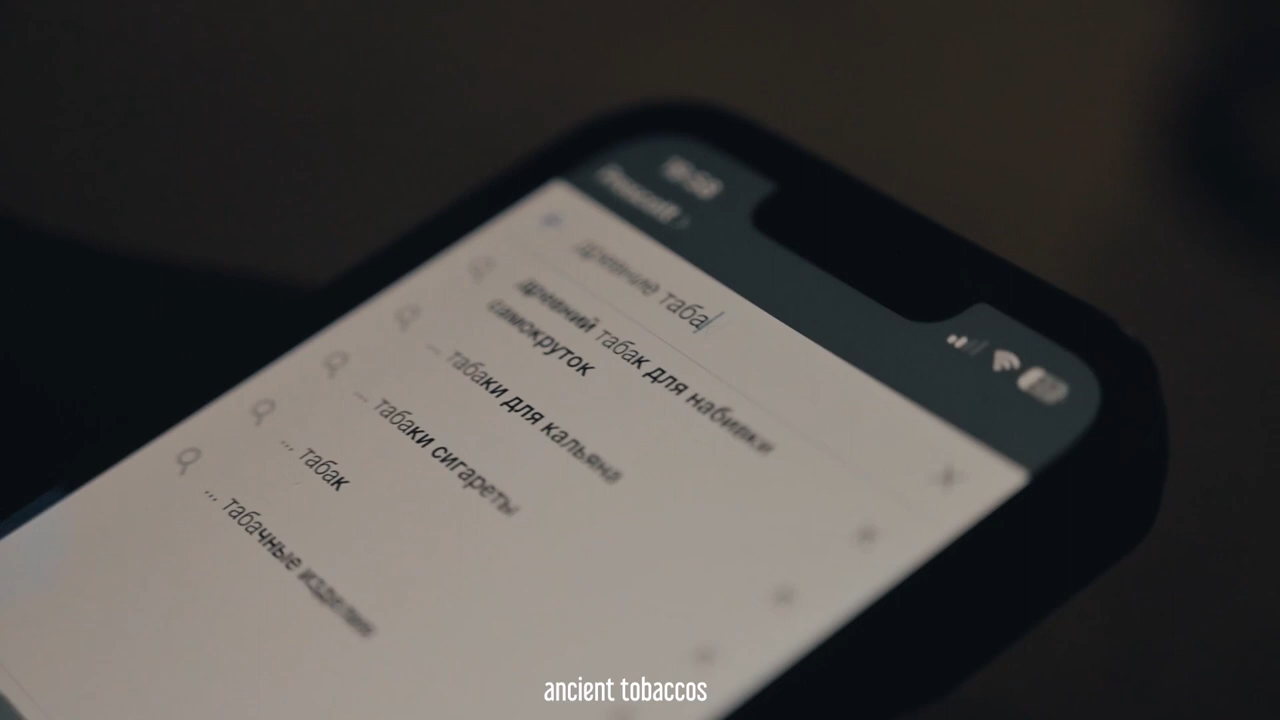 древние таба
древний табак для набивки
самокруток
... табаки для кальяна
... табаки сигареты
... табак
... табачные изделия
ancient tobaccos